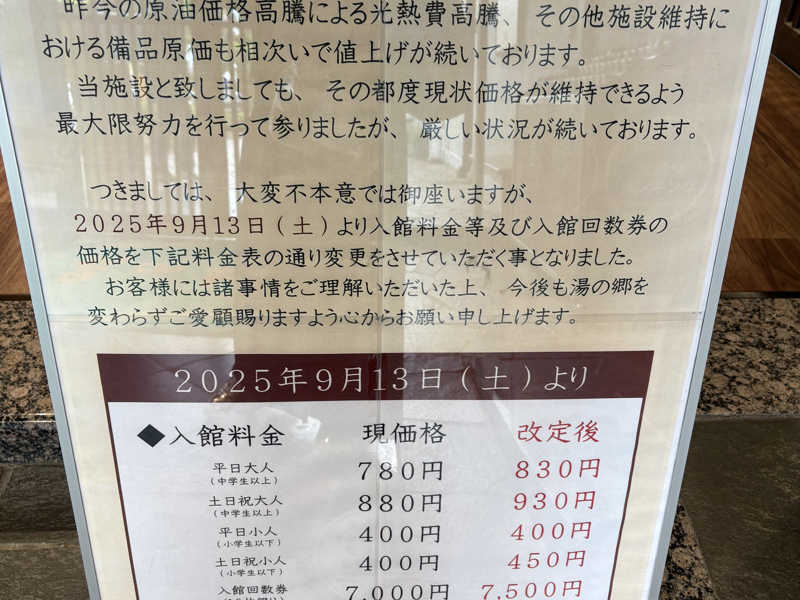 昨今の原油価格高騰による光熱費高騰、その他施設維持に
おける備品原価も相次いで値上げが続いております。
当施設と致しましても、その都度現状価格が維持できるよう
最大限努力を行って参りましたが、厳しい状況が続いております。
つきましては、大変不本意では御座いますが、
2025年9月13日(土)より入館料金等及び入館回数券の
価格を下記料金表の通り変更をさせていただく事となりました。
お客様には諸事情をご理解いただいた上、今後も湯の郷を
変わらずご愛顧賜りますよう心からお願い申し上げます。
2025年9月13日(土)より
◆入館料金 現価格 改定後
平日大人 780円 830円
(中学生以上)
土日祝大人 880円 930円
(中学生以上)
平日小人 400円 400円
(小学生以下)
土日祝小人 400円 450円
(小学生以下)
入館回数券 7,000円 7,500円